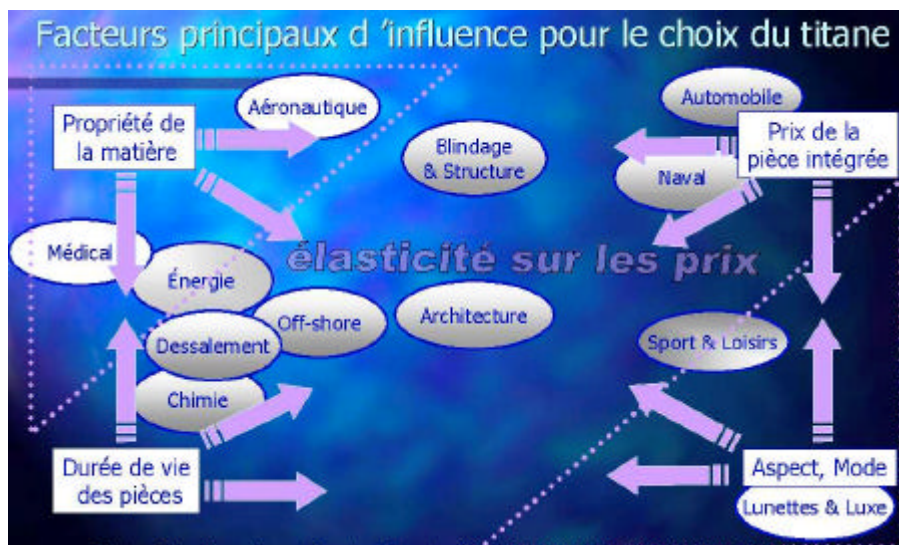 Facteurs principaux d ’influence pour le choix du titane
Aéronautique
Automobile
Propriété de
la matière
Prix de la
pièce intégrée
Blindage
& Structure
Naval
Médical
élasticité sur les prix
Énergie
Off-shore
Architecture
Dessalement
Sport & Loisirs
Chimie
Durée de vie
des pièces
Aspect, Mode
Lunettes & Luxe